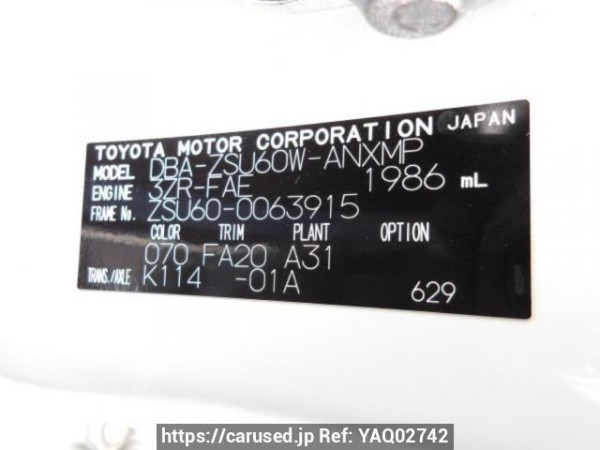 TOYOTA MOTOR CORPORATION JAPAN
MODEL DBA-ZSU60W-ANXMP
ENGINE 3ZR-FAE 1986 mL
FRAME No. ZSU60-0063915
COLOR TRIM PLANT OPTION
070 FA20 A31
TRANS./AXLE K114 -01A
629
https://carused.jp Ref: YAQ02742